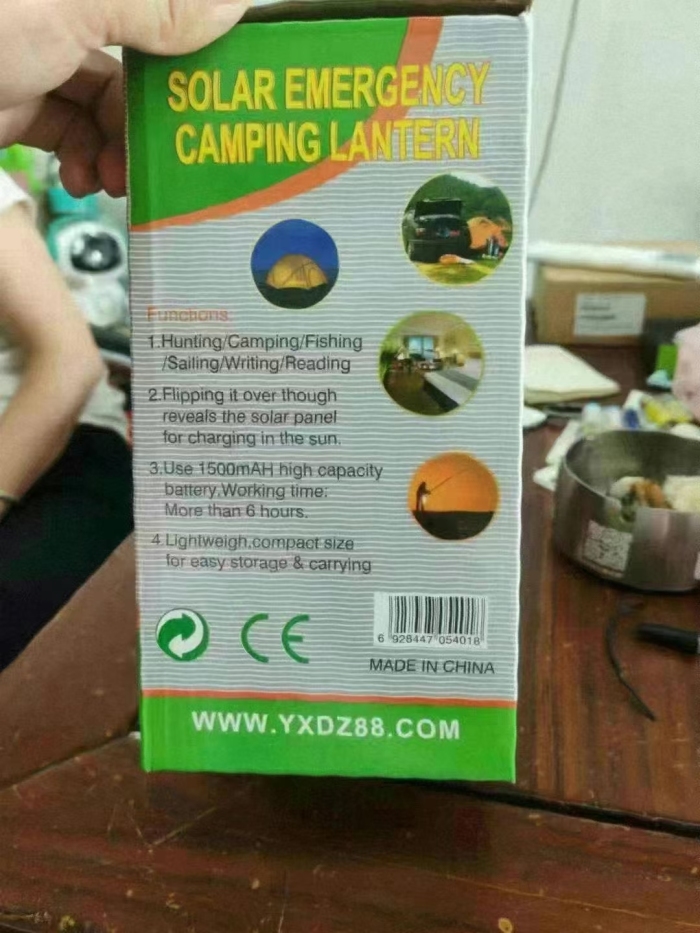 SOLAR EMERGENCY
CAMPING LANTERN
Functions:
1.Hunting/Camping/Fishing
/Sailing/Writing/Reading
2.Flipping it over though
reveals the solar panel
for charging in the sun.
3.Use 1500mAH high capacity
battery.Working time:
More than 6 hours.
4.Lightweigh.compact size
for easy storage & carrying
CE
6 928447 054018
MADE IN CHINA
WWW.YXDZ88.COM